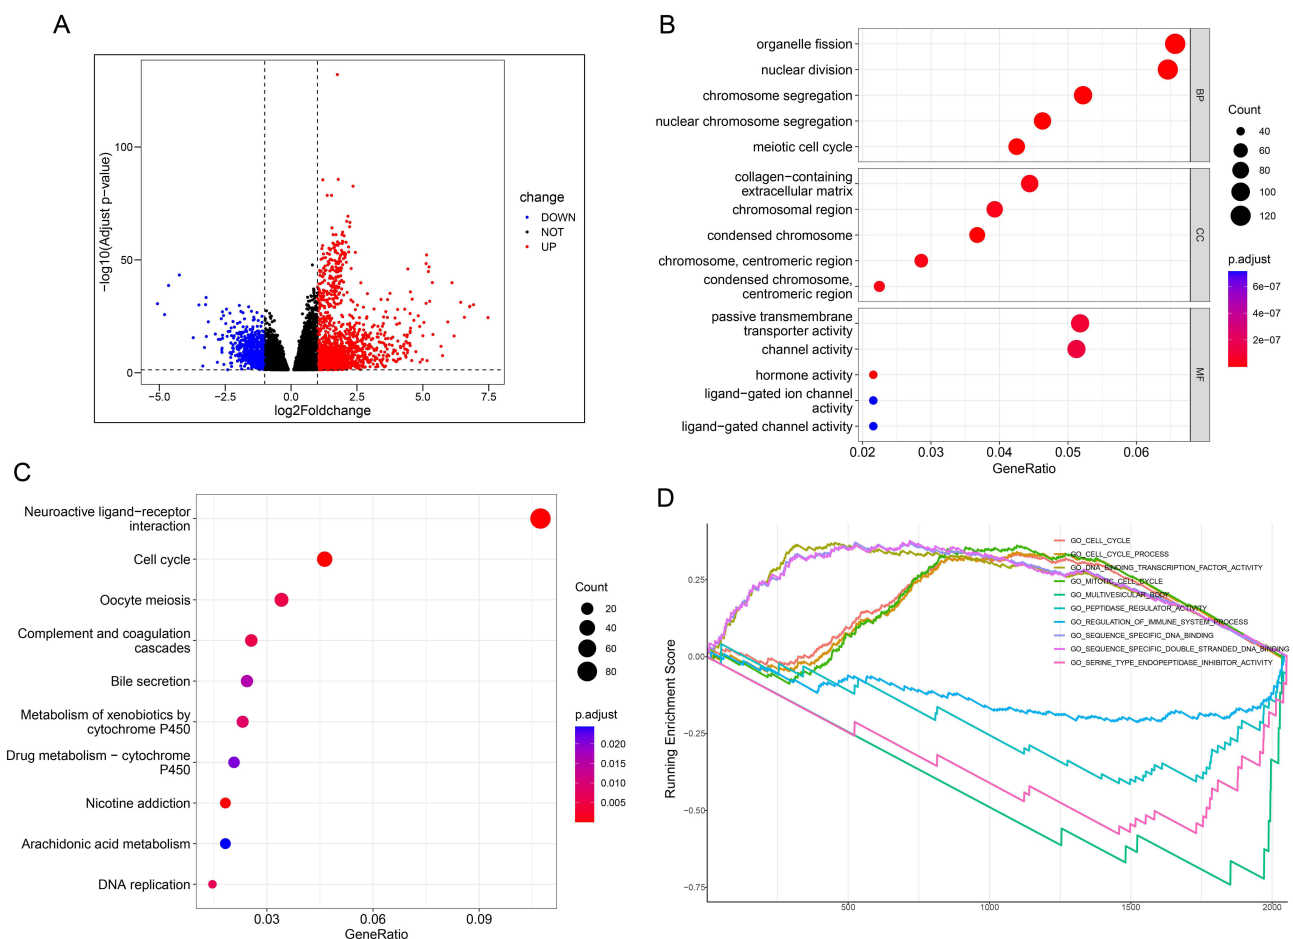 A
−log10(Adjust p−value)
100
50
0
−5.0
−2.5
0.0
2.5
5.0
7.5
log2Foldchange
change
DOWN
NOT
UP
B
organelle fission
nuclear division
chromosome segregation
nuclear chromosome segregation
meiotic cell cycle
BP
collagen−containing
extracellular matrix
chromosomal region
condensed chromosome
chromosome, centromeric region
condensed chromosome,
centromeric region
CC
passive transmembrane
transporter activity
channel activity
hormone activity
ligand−gated ion channel
activity
ligand−gated channel activity
MF
0.02
0.03
0.04
0.05
0.06
GeneRatio
Count
40
60
80
100
120
p.adjust
6e−07
4e−07
2e−07
C
Neuroactive ligand−receptor
interaction
Cell cycle
Oocyte meiosis
Complement and coagulation
cascades
Bile secretion
Metabolism of xenobiotics by
cytochrome P450
Drug metabolism − cytochrome
P450
Nicotine addiction
Arachidonic acid metabolism
DNA replication
0.03
0.06
0.09
GeneRatio
Count
20
40
60
80
p.adjust
0.020
0.015
0.010
0.005
D
Running Enrichment Score
0.25
0.00
−0.25
−0.50
−0.75
500
1000
1500
2000
GO_CELL_CYCLE
GO_CELL_CYCLE_PROCESS
GO_DNA_BINDING_TRANSCRIPTION_FACTOR_ACTIVITY
GO_MITOTIC_CELL_CYCLE
GO_MULTIVESICULAR_BODY
GO_PEPTIDASE_REGULATOR_ACTIVITY
GO_REGULATION_OF_IMMUNE_SYSTEM_PROCESS
GO_SEQUENCE_SPECIFIC_DNA_BINDING
GO_SEQUENCE_SPECIFIC_DOUBLE_STRANDED_DNA_BINDING
GO_SERINE_TYPE_ENDOPEPTIDASE_INHIBITOR_ACTIVITY